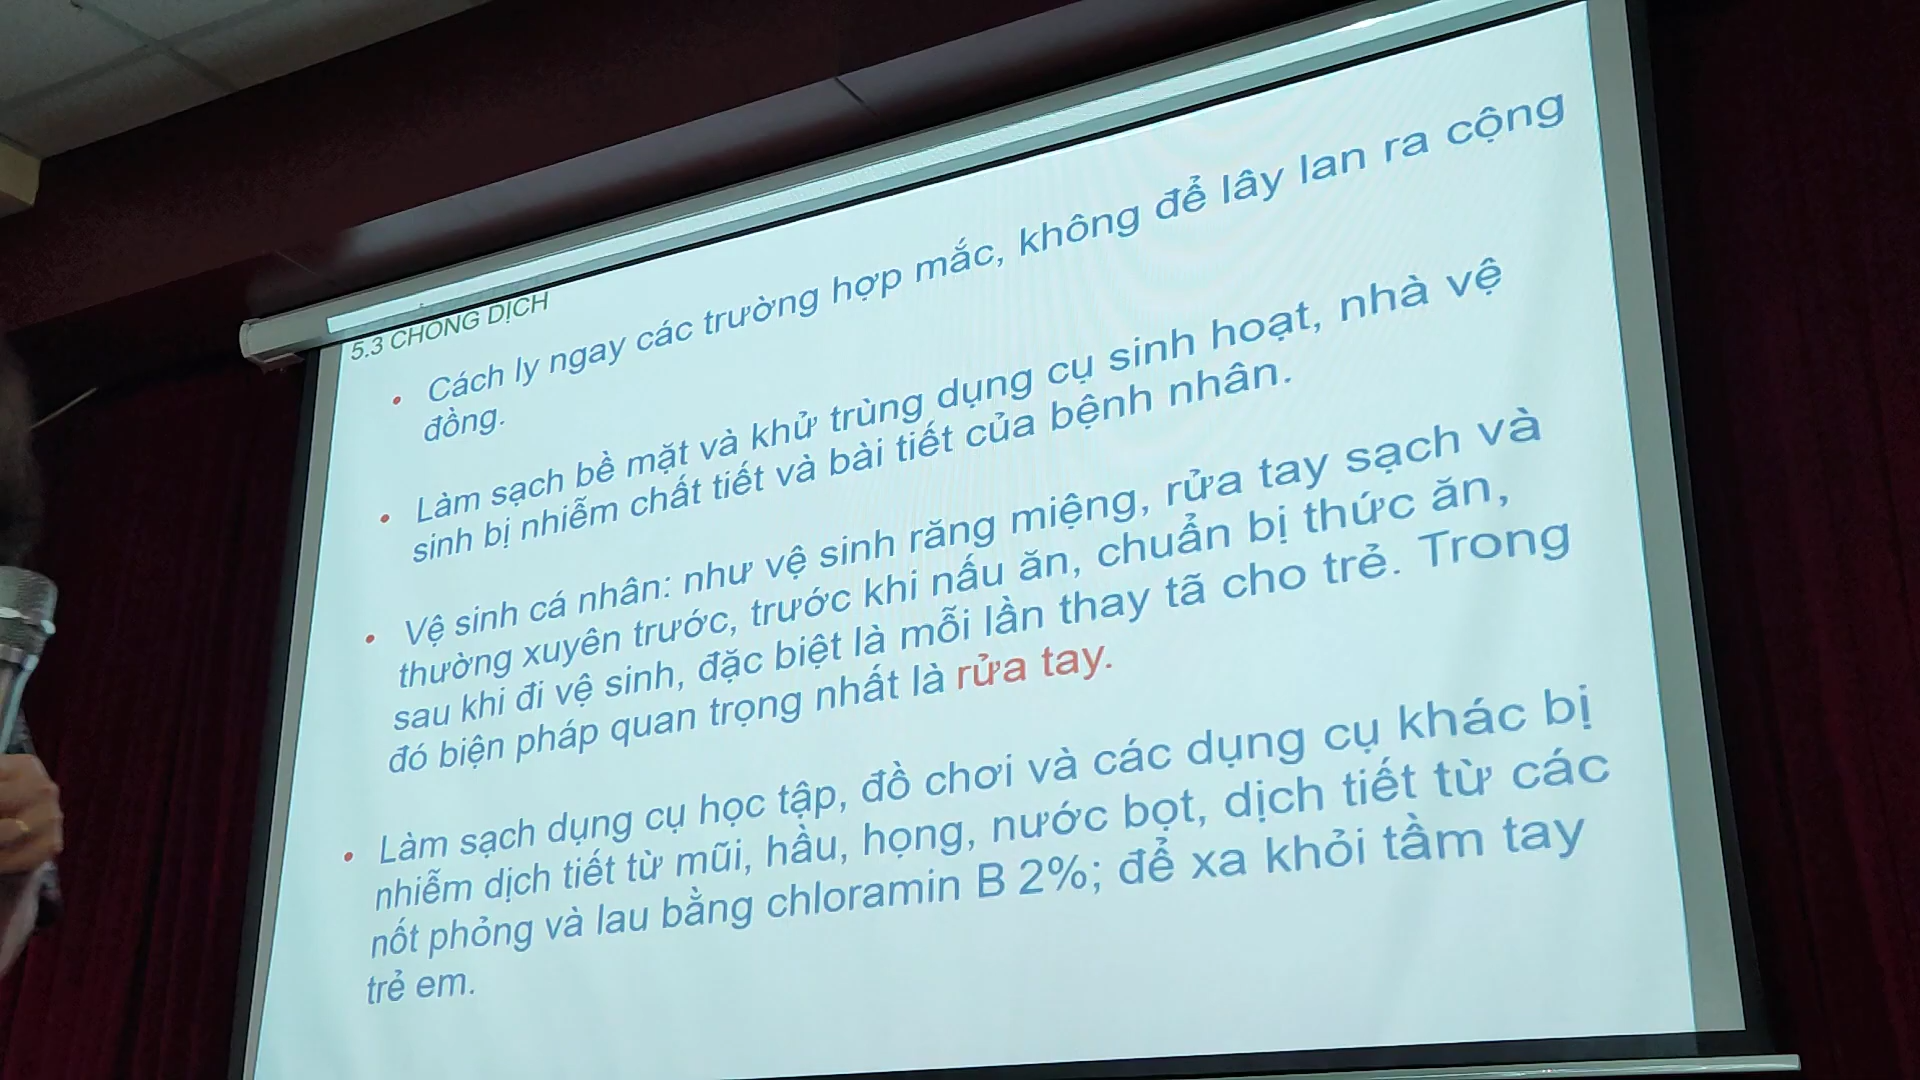 5.3 CHỐNG DỊCH
• Cách ly ngay các trường hợp mắc, không để lây lan ra cộng
đồng.
• Làm sạch bề mặt và khử trùng dụng cụ sinh hoạt, nhà vệ
sinh bị nhiễm chất tiết và bài tiết của bệnh nhân.
• Vệ sinh cá nhân: như vệ sinh răng miệng, rửa tay sạch và
thường xuyên trước, trước khi nấu ăn, chuẩn bị thức ăn,
sau khi đi vệ sinh, đặc biệt là mỗi lần thay tã cho trẻ. Trong
đó biện pháp quan trọng nhất là rửa tay.
• Làm sạch dụng cụ học tập, đồ chơi và các dụng cụ khác bị
nhiễm dịch tiết từ mũi, hầu, họng, nước bọt, dịch tiết từ các
nốt phỏng và lau bằng chloramin B 2%; để xa khỏi tầm tay
trẻ em.